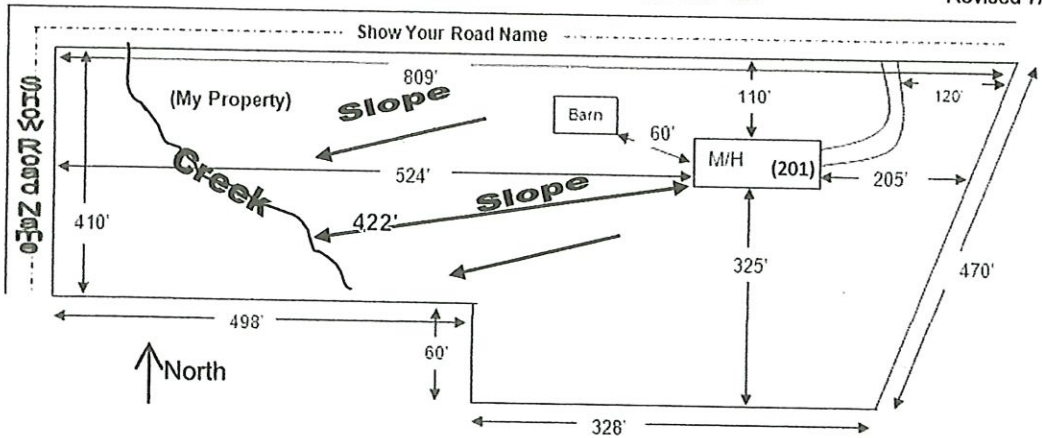 Revised
Show Your Road Name
809'
(My Property)
Slope
110'
120'
Barn
60'
M/H (201)
Show Road Name
Creek
524'
205'
Slope
410'
422'
325'
470'
498'
60'
North
328'